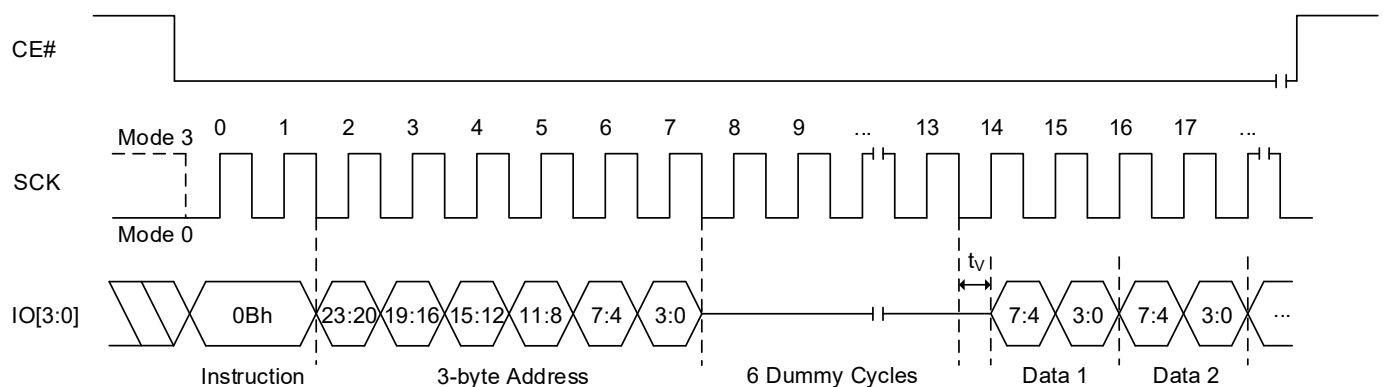 CE#
0 1 2 3 4 5 6 7 8 9 ... 13 14 15 16 17 ...
Mode 3
SCK
Mode 0
tV
IO[3:0] 0Bh 23:20 19:16 15:12 11:8 7:4 3:0 7:4 3:0 7:4 3:0 ...
Instruction 3-byte Address 6 Dummy Cycles Data 1 Data 2